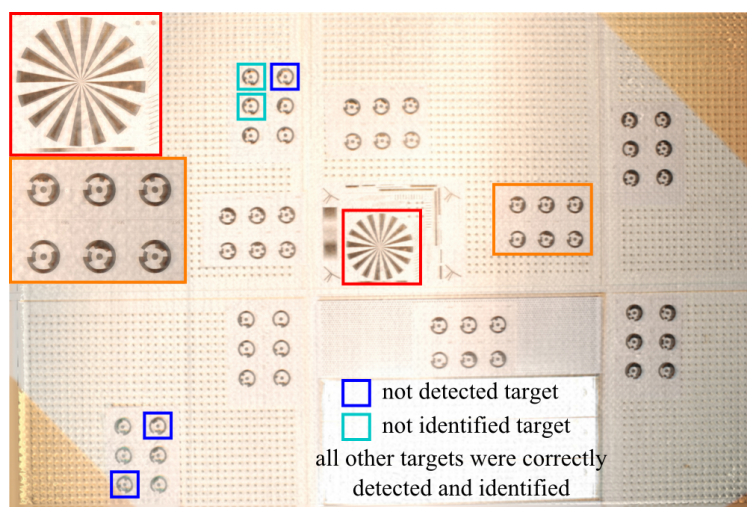 not detected target
not identified target
all other targets were correctly
detected and identified